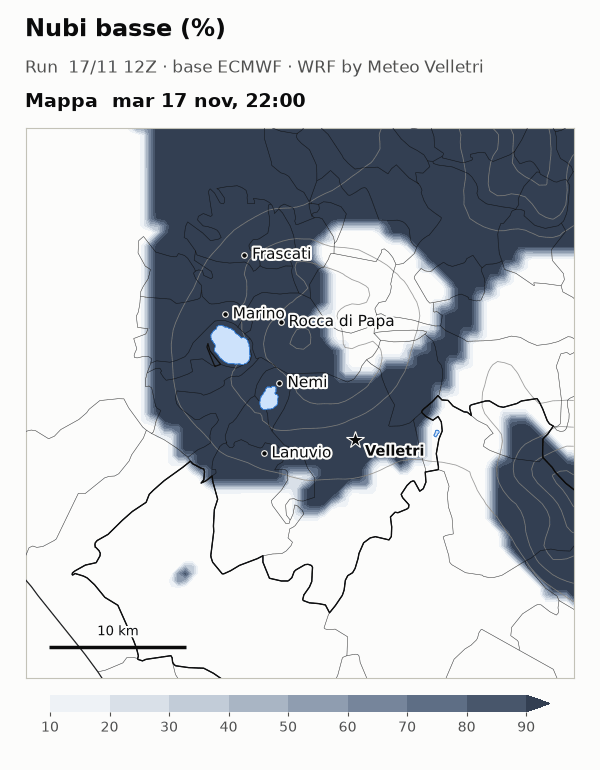 Nubi basse (%)
Run 17/11 12Z · base ECMWF · WRF by Meteo Velletri
Mappa mar 17 nov, 22:00
Frascati
Marino
Rocca di Papa
Nemi
Velletri
Lanuvio
10 km
10 20 30 40 50 60 70 80 90